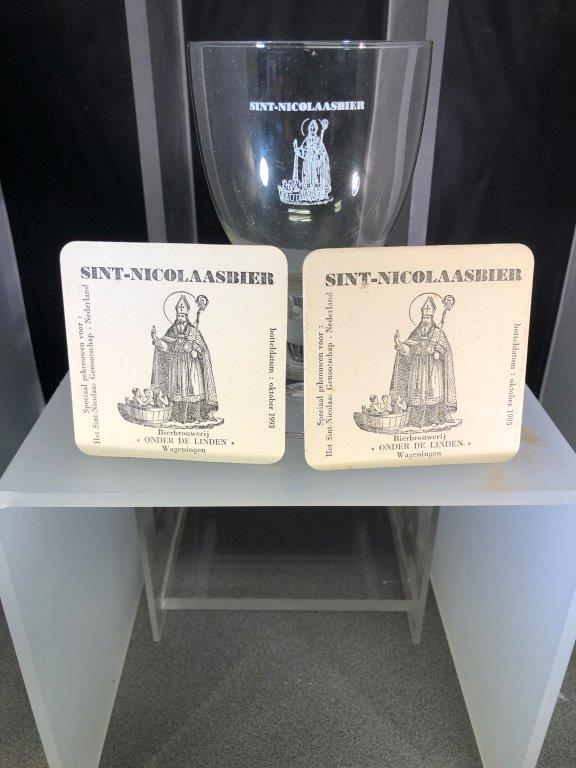 SINT-NICOLAASBIER
SINT-NICOLAASBIER
Speciaal gebrouwen voor :
Het Sint-Nicolaas Genootschap - Nederland
botteldatum : oktober 1993
Bierbrouwerij
« ONDER DE LINDEN »
Wageningen
SINT-NICOLAASBIER
Speciaal gebrouwen voor :
Het Sint-Nicolaas Genootschap - Nederland
botteldatum : oktober 1993
Bierbrouwerij
« ONDER DE LINDEN »
Wageningen